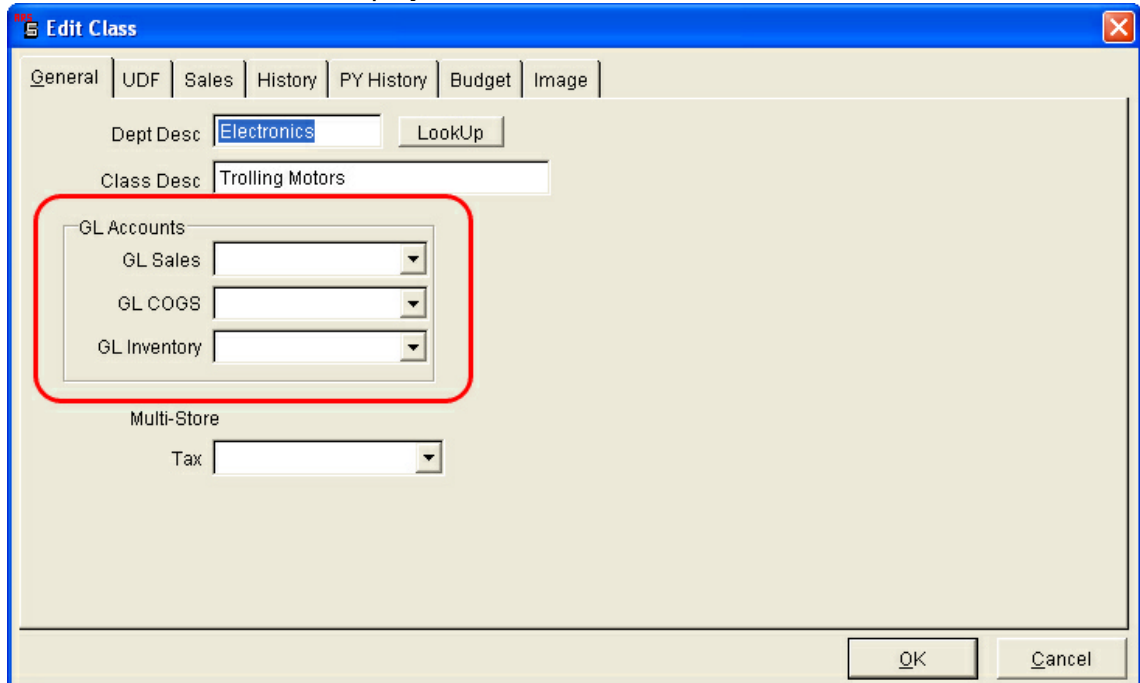 Edit Class
General UDF Sales History PY History Budget Image
Dept Desc Electronics LookUp
Class Desc Trolling Motors
GL Accounts
GL Sales
GL COGS
GL Inventory
Multi-Store
Tax
OK Cancel